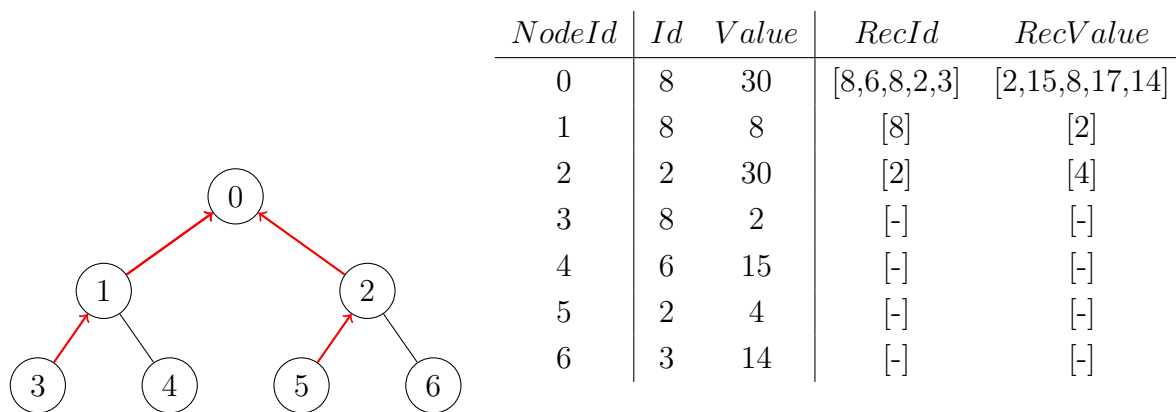 NodeId Id Value RecId RecValue
0 8 30 [8,6,8,2,3] [2,15,8,17,14]
1 8 8 [8] [2]
2 2 30 [2] [4]
3 8 2 [-] [-]
4 6 15 [-] [-]
5 2 4 [-] [-]
6 3 14 [-] [-]
0
1 2
3 4 5 6